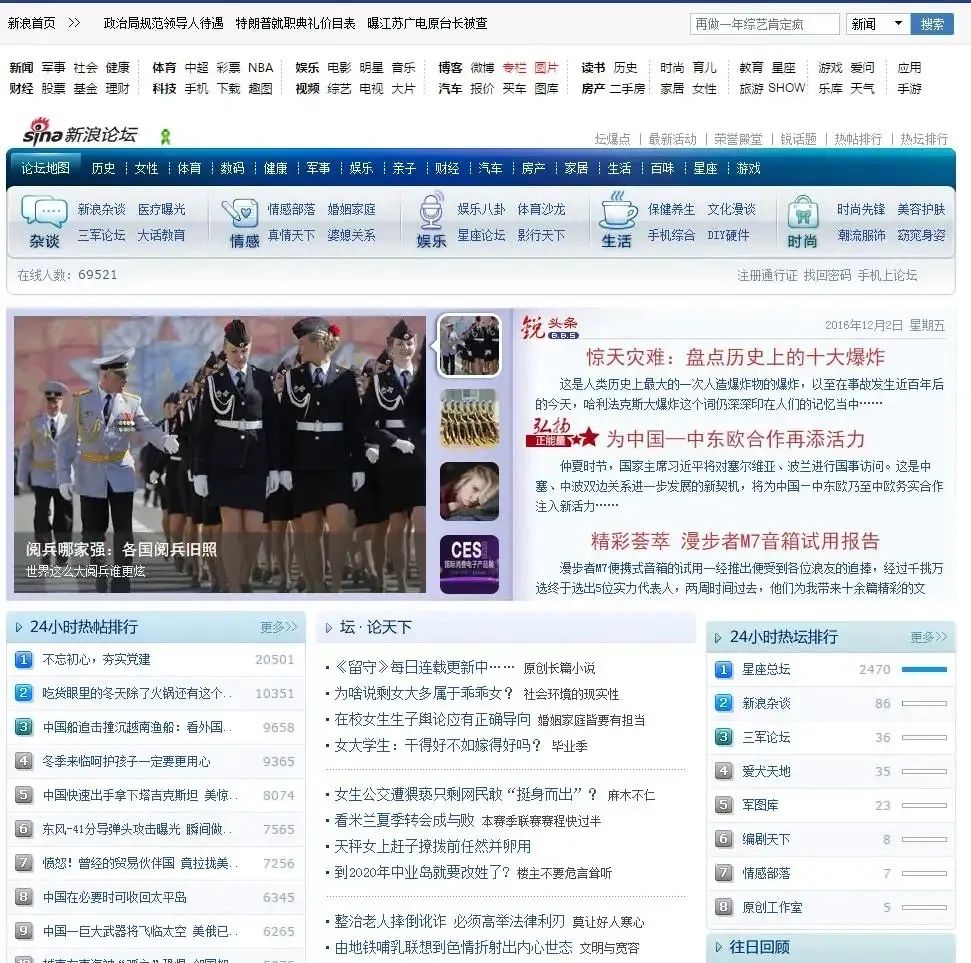 新浪首页 >> 政治局规范领导人待遇 特朗普就职典礼价目表 曝江苏广电原台长被查 再做一年综艺肯定疯 新闻 搜索
新闻 军事 社会 健康 体育 中超 彩票 NBA 娱乐 电影 明星 音乐 博客 微博 专栏 图片 读书 历史 时尚 育儿 教育 星座 游戏 爱问 应用
财经 股票 基金 理财 科技 手机 下载 趣图 视频 综艺 电视 大片 汽车 报价 买车 图库 房产 二手房 家居 女性 旅游 SHOW 乐库 天气 手游
sina新浪论坛
坛爆点 | 最新活动 | 荣誉殿堂 | 锐话题 | 热帖排行 | 热坛排行
论坛地图 历史 女性 体育 数码 健康 军事 娱乐 亲子 财经 汽车 房产 家居 生活 百味 星座 游戏
杂谈 新浪杂谈 医疗曝光
三军论坛 大话教育
情感 情感部落 婚姻家庭
真情天下 婆媳关系
娱乐 娱乐八卦 体育沙龙
星座论坛 影行天下
生活 保健养生 文化漫谈
手机综合 DIY硬件
时尚 时尚先锋 美容护肤
潮流服饰 窈窕身姿
在线人数: 69521
注册通行证 找回密码 手机上论坛
阅兵哪家强：各国阅兵旧照
世界这么大阅兵谁更炫
CES
国际消费电子产品展
锐 头条 BBS
2016年12月2日 星期五
惊天灾难：盘点历史上的十大爆炸
这是人类历史上最大的一次人造爆炸物的爆炸，以至在事故发生近百年后
的今天，哈利法克斯大爆炸这个词仍深深印在人们的记忆当中……
弘扬 正能量
为中国—中东欧合作再添活力
仲夏时节，国家主席习近平将对塞尔维亚、波兰进行国事访问。这是中
塞、中波双边关系进一步发展的新契机，将为中国－中东欧乃至中欧务实合作
注入新活力……
精彩荟萃 漫步者M7音箱试用报告
漫步者M7便携式音箱的试用一经推出便受到各位浪友的追捧，经过千挑万
选终于选出5位实力代表人，两周时间过去，他们为我带来十余篇精彩的文
24小时热帖排行 更多>>
1 不忘初心，夯实党建 20501
2 吃货眼里的冬天除了火锅还有这个.. 10351
3 中国船追击撞沉越南渔船：看外国.. 9658
4 冬季来临呵护孩子一定要更用心 9365
5 中国快速出手拿下塔吉克斯坦 美惊.. 8074
6 东风-41分导弹头攻击曝光 瞬间做.. 7565
7 愤怒！曾经的贸易伙伴国 竟拉拢美.. 7256
8 中国在必要时可收回太平岛 6345
9 中国一巨大武器将飞临太空 美俄已.. 6265
坛·论天下
《留守》每日连载更新中…… 原创长篇小说
为啥说剩女大多属于乖乖女？ 社会环境的现实性
在校女生生子舆论应有正确导向 婚姻家庭皆要有担当
女大学生：干得好不如嫁得好吗？ 毕业季
女生公交遭猥亵只剩网民敢“挺身而出”？ 麻木不仁
看米兰夏季转会成与败 本赛季联赛赛程快过半
天秤女上赶子撩拨前任然并卵用
到2020年中业岛就要改姓了？ 楼主不要危言耸听
整治老人摔倒讹诈 必须高举法律利刃 莫让好人寒心
由地铁哺乳联想到色情折射出内心世态 文明与宽容
24小时热坛排行 更多>>
1 星座总坛 2470
2 新浪杂谈 86
3 三军论坛 36
4 爱犬天地 35
5 军图库 23
6 编剧天下 8
7 情感部落 7
8 原创工作室 5
往日回顾